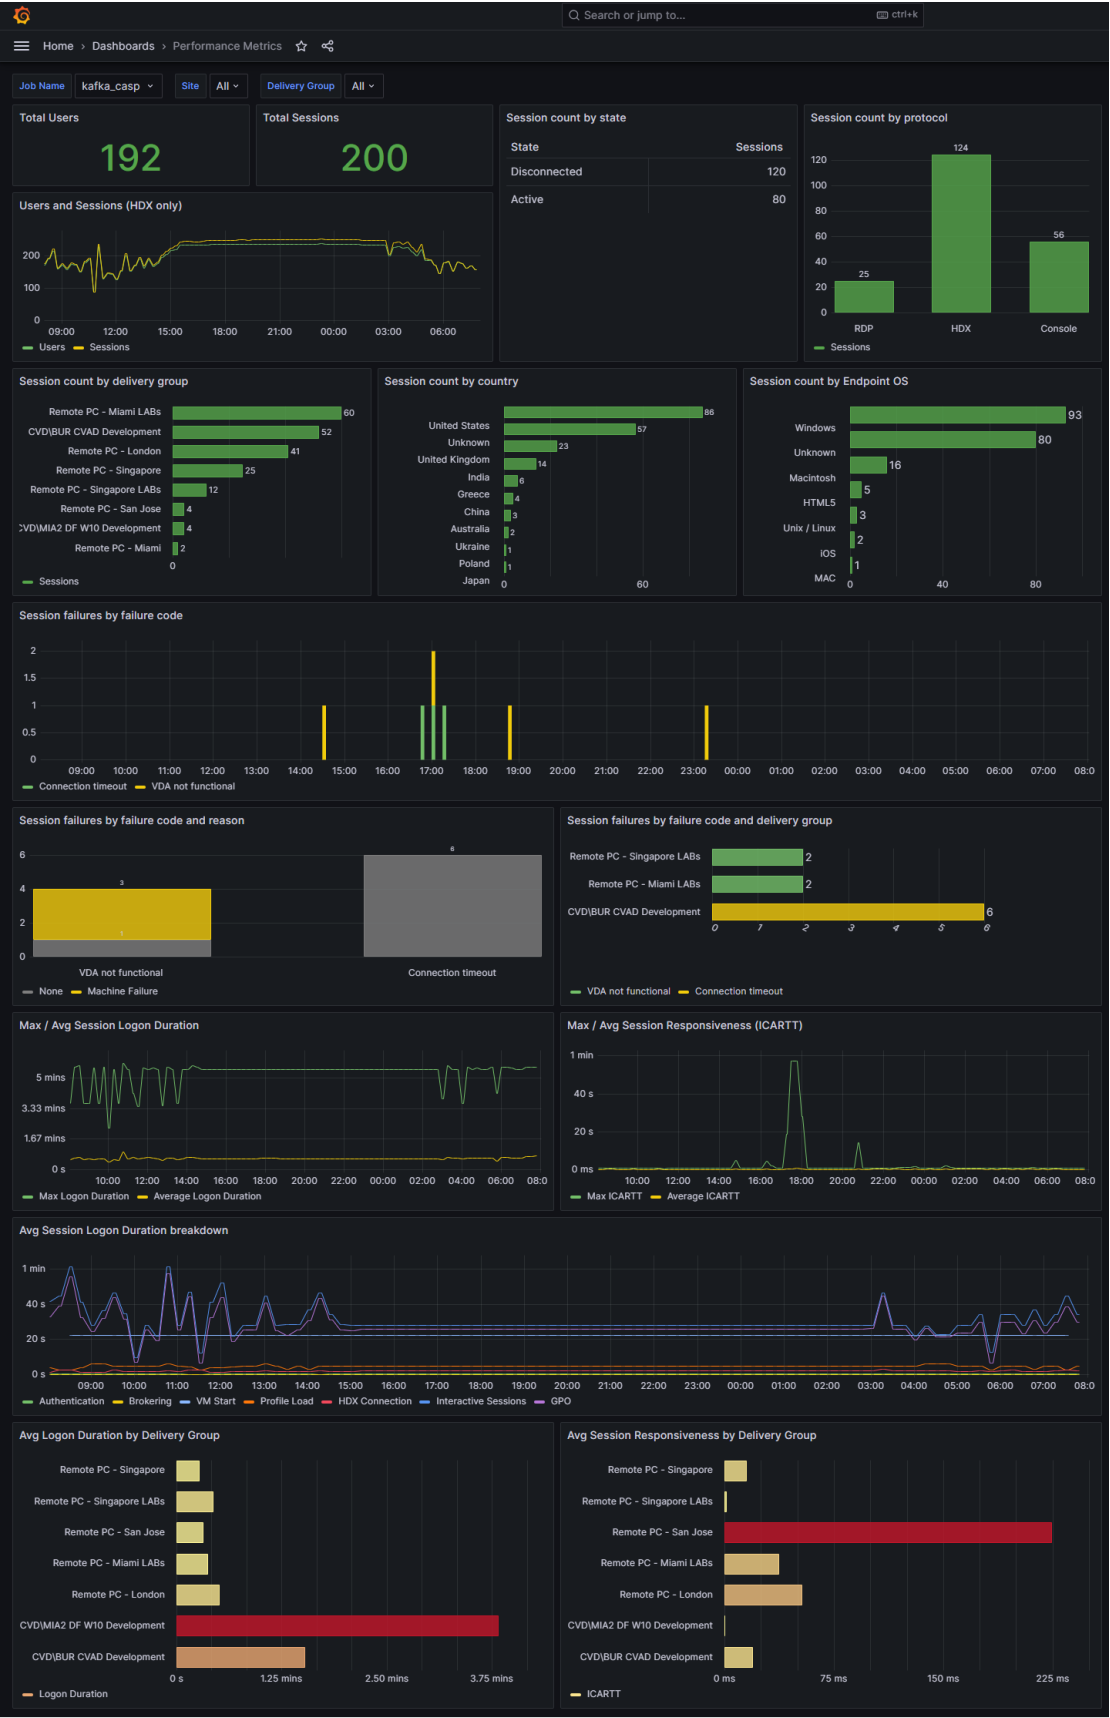 Search or jump to...
ctrl+k
Home › Dashboards › Performance Metrics
Job Name kafka_casp Site All Delivery Group All
Total Users
192
Total Sessions
200
Session count by state
State Sessions
Disconnected 120
Active 80
Session count by protocol
124
120
100
80
60
56
40
25
20
0
RDP HDX Console
Sessions
Users and Sessions (HDX only)
200
100
0
09:00 12:00 15:00 18:00 21:00 00:00 03:00 06:00
Users Sessions
Session count by delivery group
Remote PC - Miami LABs 60
CVD\BUR CVAD Development 52
Remote PC - London 41
Remote PC - Singapore 25
Remote PC - Singapore LABs 12
Remote PC - San Jose 4
CVD\MIA2 DF W10 Development 4
Remote PC - Miami 2
0
Sessions
Session count by country
86
United States 57
Unknown 23
United Kingdom 14
India 6
Greece 4
China 3
Australia 2
Ukraine 1
Poland 1
Japan 0 60
Session count by Endpoint OS
93
Windows
80
Unknown
16
Macintosh
5
HTML5
3
Unix / Linux
2
iOS
1
MAC 0 40 80
Session failures by failure code
2
1.5
1
0.5
0
09:00 10:00 11:00 12:00 13:00 14:00 15:00 16:00 17:00 18:00 19:00 20:00 21:00 22:00 23:00 00:00 01:00 02:00 03:00 04:00 05:00 06:00 07:00 08:0
Connection timeout VDA not functional
Session failures by failure code and reason
6
6
4
3
2
1
0
VDA not functional Connection timeout
None Machine Failure
Session failures by failure code and delivery group
Remote PC - Singapore LABs 2
Remote PC - Miami LABs 2
CVD\BUR CVAD Development 6
0 1 2 3 4 5 6
VDA not functional Connection timeout
Max / Avg Session Logon Duration
5 mins
3.33 mins
1.67 mins
0 s
10:00 12:00 14:00 16:00 18:00 20:00 22:00 00:00 02:00 04:00 06:00 08:0
Max Logon Duration Average Logon Duration
Max / Avg Session Responsiveness (ICARTT)
1 min
40 s
20 s
0 ms
10:00 12:00 14:00 16:00 18:00 20:00 22:00 00:00 02:00 04:00 06:00 08:0
Max ICARTT Average ICARTT
Avg Session Logon Duration breakdown
1 min
40 s
20 s
0 s
09:00 10:00 11:00 12:00 13:00 14:00 15:00 16:00 17:00 18:00 19:00 20:00 21:00 22:00 23:00 00:00 01:00 02:00 03:00 04:00 05:00 06:00 07:00 08:0
Authentication Brokering VM Start Profile Load HDX Connection Interactive Sessions GPO
Avg Logon Duration by Delivery Group
Remote PC - Singapore
Remote PC - Singapore LABs
Remote PC - San Jose
Remote PC - Miami LABs
Remote PC - London
CVD\MIA2 DF W10 Development
CVD\BUR CVAD Development
0 s 1.25 mins 2.50 mins 3.75 mins
Logon Duration
Avg Session Responsiveness by Delivery Group
Remote PC - Singapore
Remote PC - Singapore LABs
Remote PC - San Jose
Remote PC - Miami LABs
Remote PC - London
CVD\MIA2 DF W10 Development
CVD\BUR CVAD Development
0 ms 75 ms 150 ms 225 ms
ICARTT